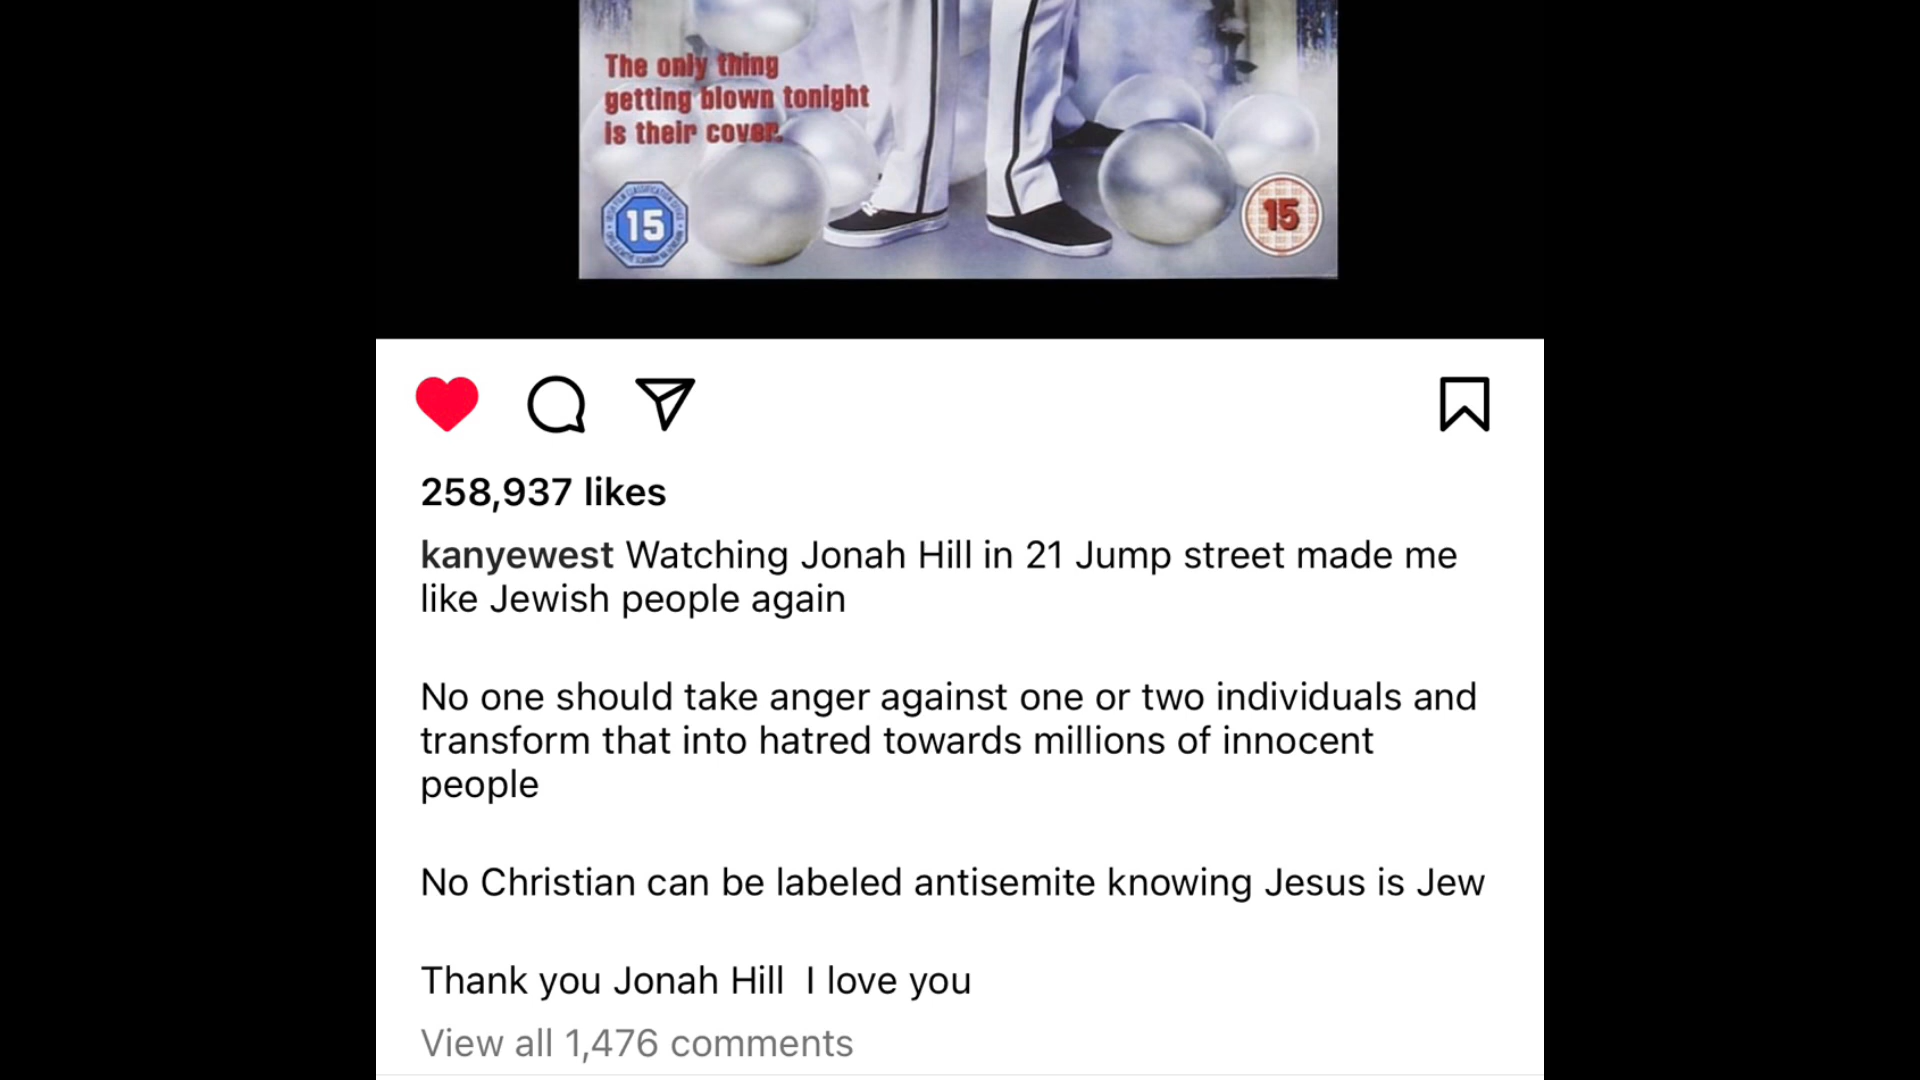 The only thing
getting blown tonight
is their cover.
15
15
258,937 likes
kanyewest Watching Jonah Hill in 21 Jump street made me
like Jewish people again
No one should take anger against one or two individuals and
transform that into hatred towards millions of innocent
people
No Christian can be labeled antisemite knowing Jesus is Jew
Thank you Jonah Hill  I love you
View all 1,476 comments